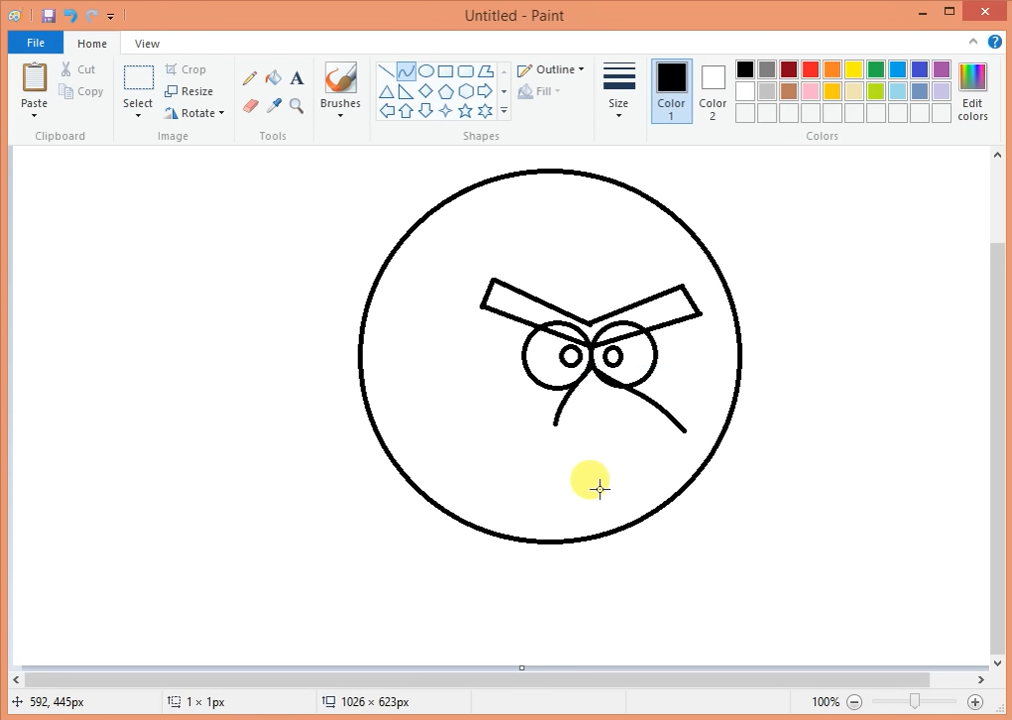 Untitled - Paint
File Home View
Paste
Cut
Copy
Clipboard
Select
Crop
Resize
Rotate
Image
A
Tools
Brushes
Outline
Fill
Shapes
Size
Color 1
Color 2
Edit colors
Colors
592, 445px
1 × 1px
1026 × 623px
100%